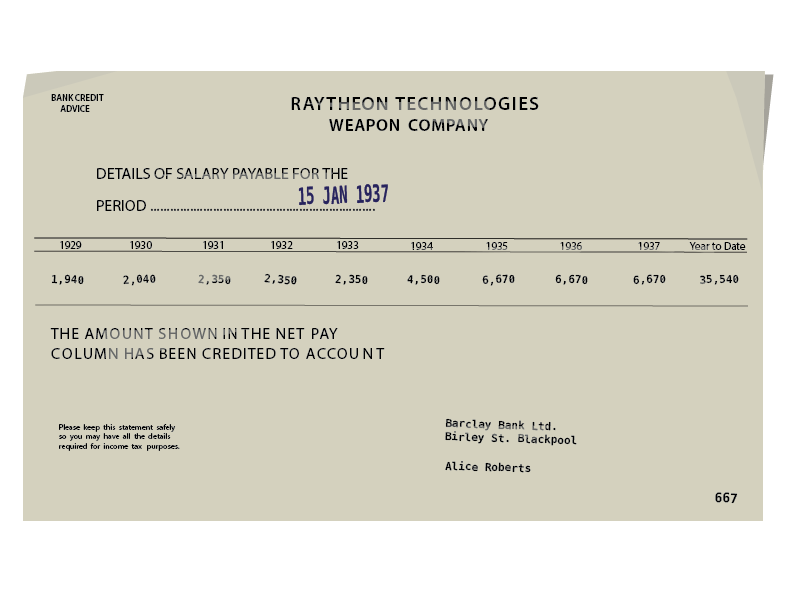 BANK CREDIT
ADVICE
RAYTHEON TECHNOLOGIES
WEAPON COMPANY
DETAILS OF SALARY PAYABLE FOR THE
PERIOD ............................................................ 15 JAN 1937
1929 1930 1931 1932 1933 1934 1935 1936 1937 Year to Date
1,940 2,040 2,350 2,350 2,350 4,500 6,670 6,670 6,670 35,540
THE AMOUNT SHOWN IN THE NET PAY
COLUMN HAS BEEN CREDITED TO ACCOUNT
Please keep this statement safely
so you may have all the details
required for income tax purposes.
Barclay Bank Ltd.
Birley St. Blackpool
Alice Roberts
667